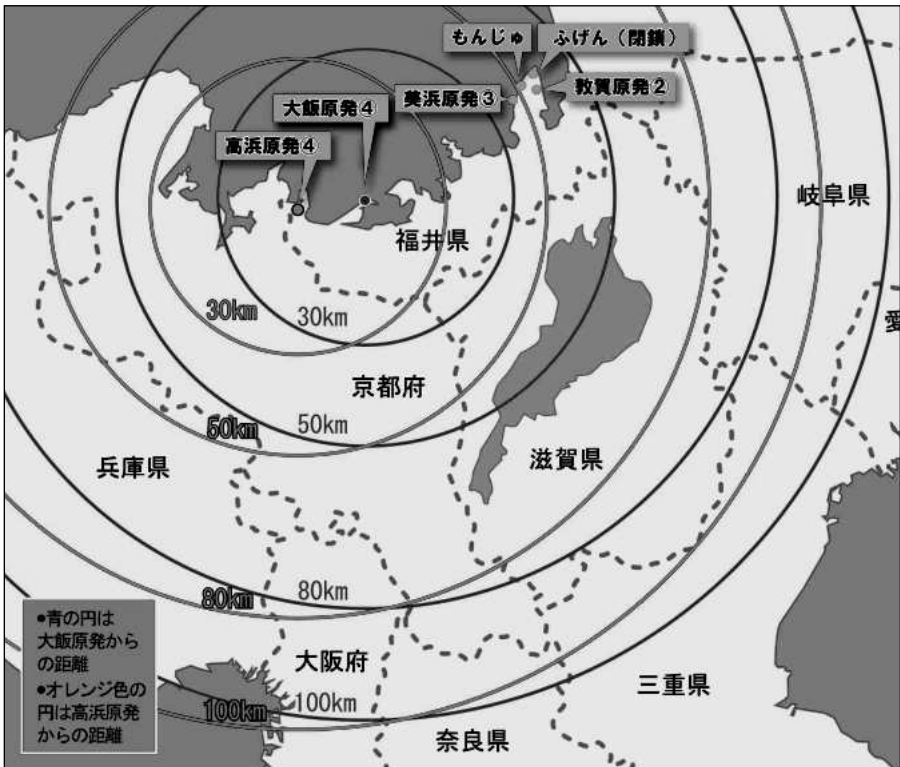 もんじゅ
ふげん（閉鎖）
大飯原発④
美浜原発③
敦賀原発②
高浜原発④
岐阜県
福井県
30km
30km
愛
京都府
50km
50km
兵庫県
滋賀県
80km
80km
●青の円は
大飯原発から
の距離
●オレンジ色の
円は高浜原発
からの距離
大阪府
三重県
100km
100km
奈良県